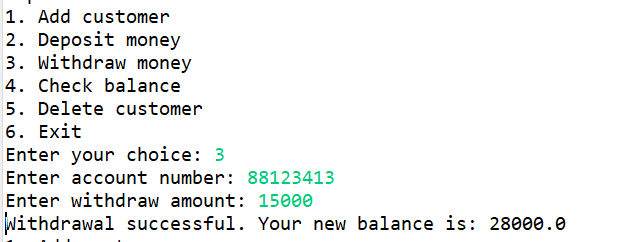 1. Add customer
2. Deposit money
3. Withdraw money
4. Check balance
5. Delete customer
6. Exit
Enter your choice: 3
Enter account number: 88123413
Enter withdraw amount: 15000
Withdrawal successful. Your new balance is: 28000.0